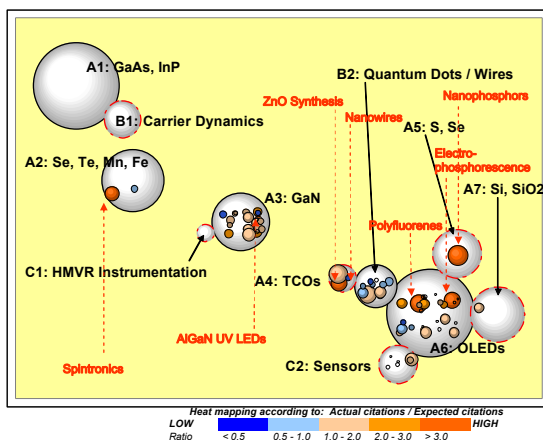 A1: GaAs, InP
B2: Quantum Dots / Wires
ZnO Synthesis
Nanophosphors
Nanowires
B1: Carrier Dynamics
A5: S, Se
Electro-
phosphorescence
A2: Se, Te, Mn, Fe
A7: Si, SiO2
A3: GaN
Polyfluorenes
C1: HMVR Instrumentation
A4: TCOs
AlGaN UV LEDs
A6: OLEDs
Spintronics
C2: Sensors
Heat mapping according to: Actual citations / Expected citations
LOW HIGH
Ratio < 0.5 0.5 - 1.0 1.0 - 2.0 2.0 - 3.0 > 3.0